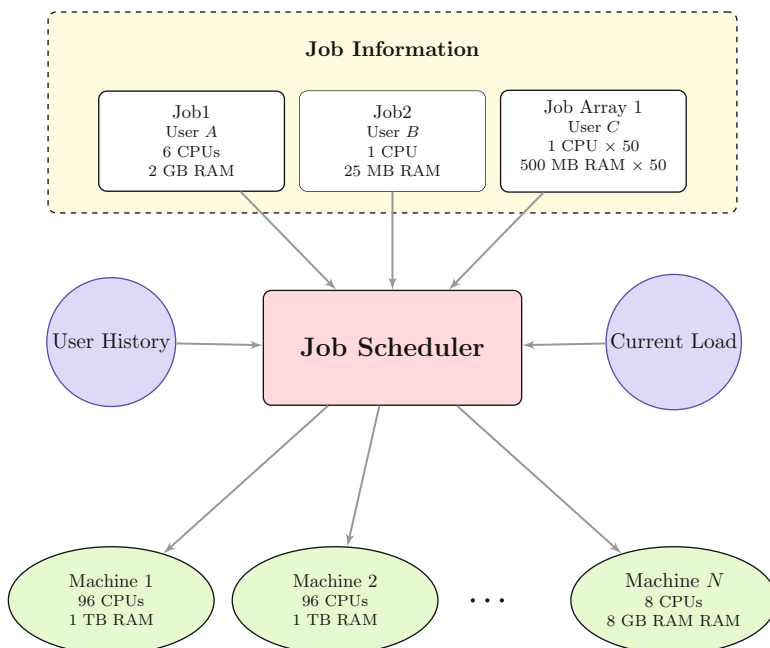 Job Information
Job1
User A
6 CPUs
2 GB RAM
Job2
User B
1 CPU
25 MB RAM
Job Array 1
User C
1 CPU × 50
500 MB RAM × 50
User History
Job Scheduler
Current Load
Machine 1
96 CPUs
1 TB RAM
Machine 2
96 CPUs
1 TB RAM
...
Machine N
8 CPUs
8 GB RAM RAM